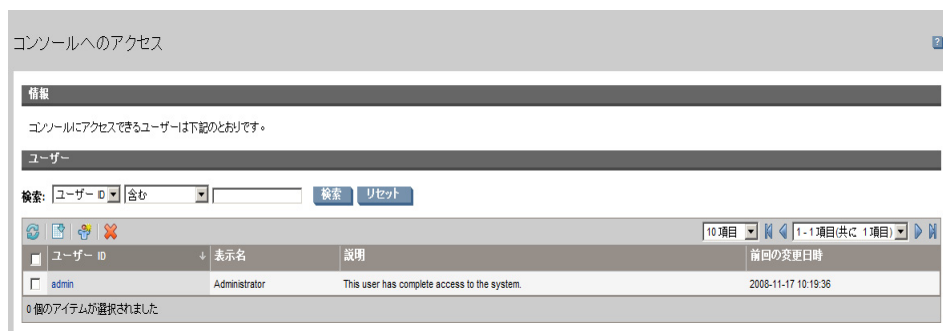 コンソールへのアクセス
?
情報
コンソールにアクセスできるユーザーは下記のとおりです。
ユーザー
検索: ユーザー ID 含む 検索 リセット
10 項目 1 - 1 項目(共に 1 項目)
ユーザー ID 表示名 説明 前回の変更日時
admin Administrator This user has complete access to the system. 2008-11-17 10:19:36
0 個のアイテムが選択されました